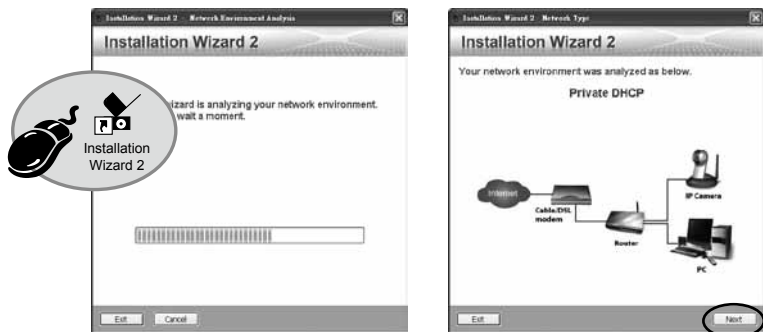 Installation Wizard 2 - Network Environment Analysis
Installation Wizard 2
wizard is analyzing your network environment.
wait a moment.
Installation
Wizard 2
Exit
Cancel
Installation Wizard 2 - Network Type
Installation Wizard 2
Your network environment was analyzed as below.
Private DHCP
Internet
Cable/DSL
modem
Router
IP Camera
PC
Exit
Next